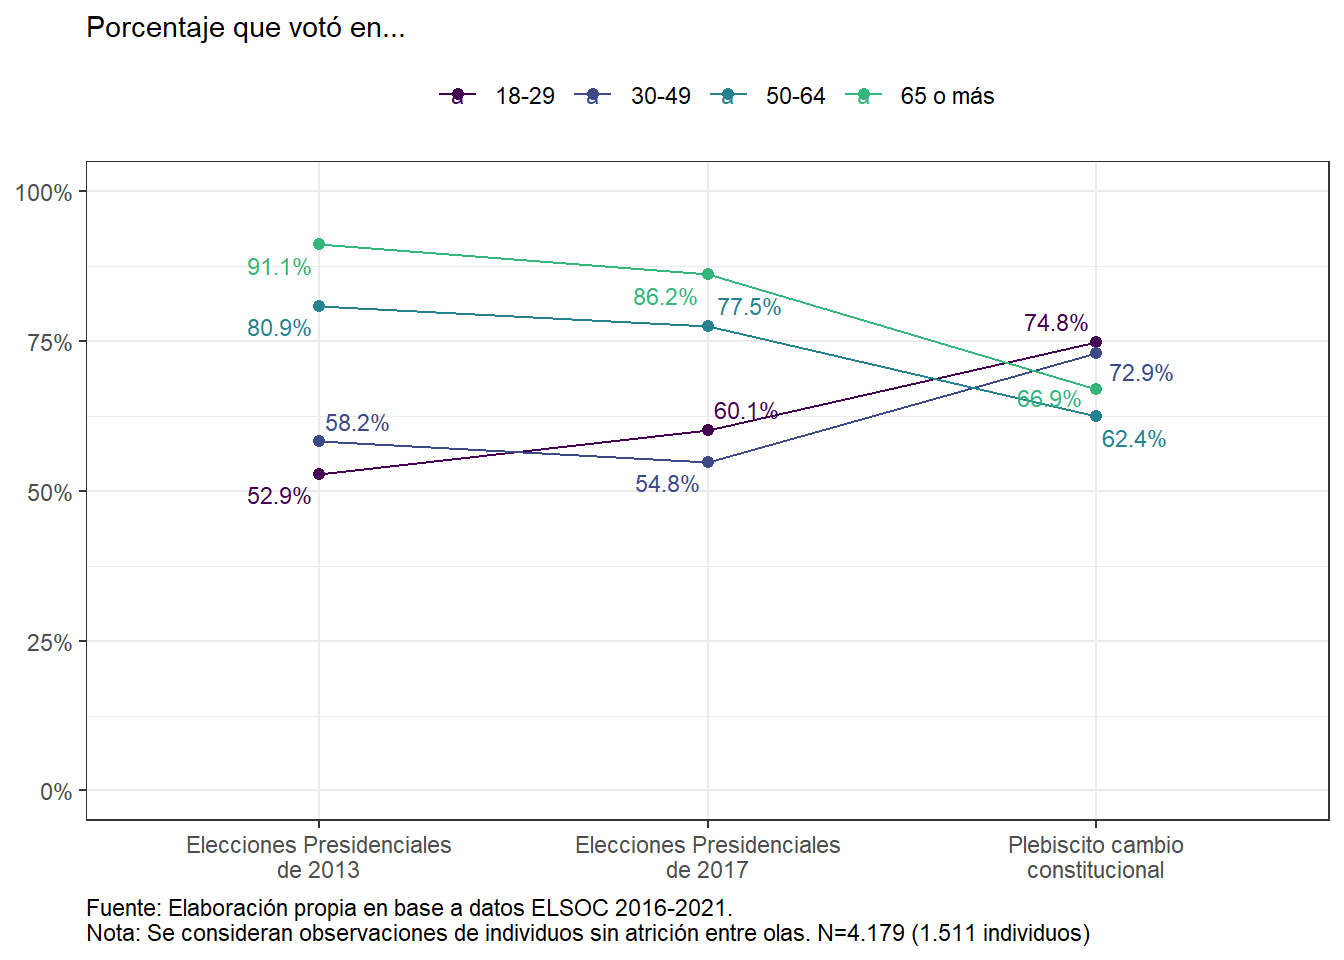 Porcentaje que votó en...
a 18-29 a 30-49 a 50-64 a 65 o más
100%
75%
50%
25%
0%
91.1%
86.2%
77.5%
80.9%
74.8%
72.9%
66.9%
62.4%
60.1%
58.2%
54.8%
52.9%
Elecciones Presidenciales
de 2013
Elecciones Presidenciales
de 2017
Plebiscito cambio
constitucional
Fuente: Elaboración propia en base a datos ELSOC 2016-2021.
Nota: Se consideran observaciones de individuos sin atrición entre olas. N=4.179 (1.511 individuos)